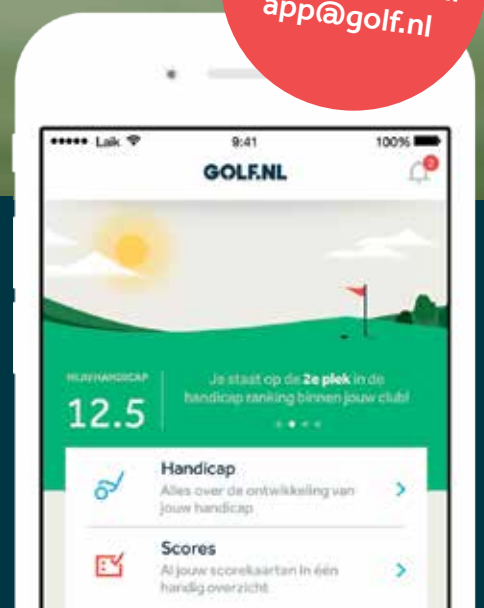 app@golf.nl
Laik
9:41
100%
GOLF.NL
2
MIJN HANDICAP
12.5
Je staat op de 2e plek in de
handicap ranking binnen jouw club!
Handicap
Alles over de ontwikkeling van
jouw handicap
Scores
Al jouw scorekaarten in één
handig overzicht